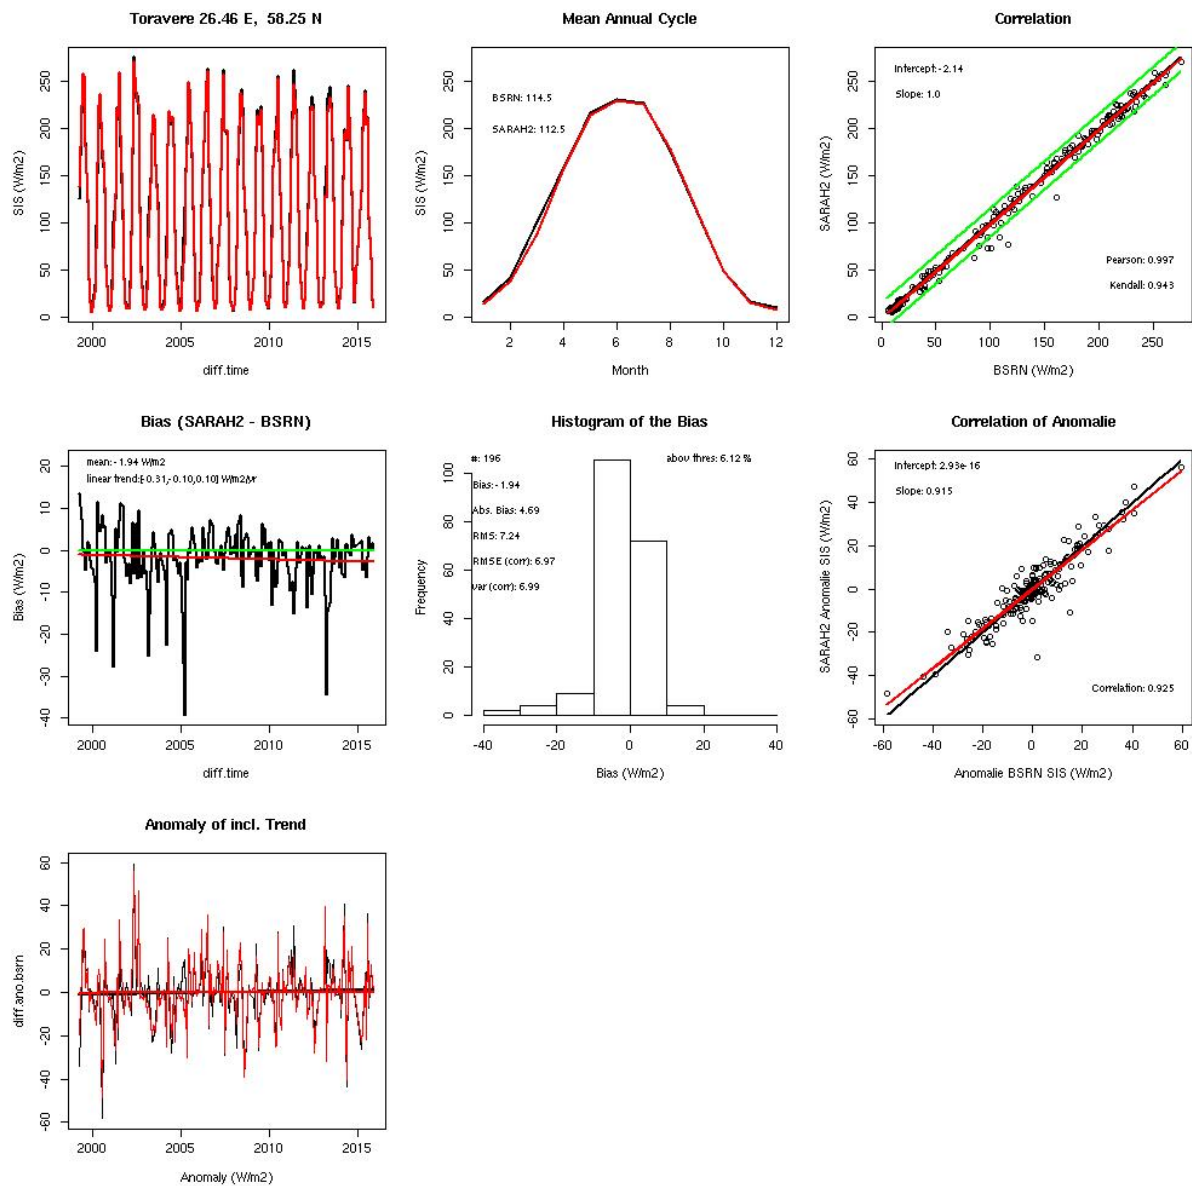 Toravere 26.46 E, 58.25 N
SIS (W/m2)
0 50 100 150 200 250
2000 2005 2010 2015
diff.time
Mean Annual Cycle
BSRN: 114.5
SARAH2: 112.5
SIS (W/m2)
0 50 100 150 200 250
2 4 6 8 10 12
Month
Correlation
Intercept: -2.14
Slope: 1.0
Pearson: 0.997
Kendall: 0.943
SARAH2 (W/m2)
0 50 100 150 200 250
0 50 100 150 200 250
BSRN (W/m2)
Bias (SARAH2 - BSRN)
mean: -1.94 W/m2
linear trend:[-0.31,-0.10,0.10] W/m2/yr
Bias (W/m2)
-40 -30 -20 -10 0 10 20
2000 2005 2010 2015
diff.time
Histogram of the Bias
#: 196
abov thres: 6.12 %
Bias: -1.94
Abs. Bias: 4.69
RMS: 7.24
RMSE (corr): 6.97
var (corr): 6.99
Frequency
0 20 40 60 80 100
-40 -20 0 20 40
Bias (W/m2)
Correlation of Anomalie
Intercept: 2.93e-16
Slope: 0.915
Correlation: 0.925
SARAH2 Anomalie SIS (W/m2)
-60 -40 -20 0 20 40 60
-60 -40 -20 0 20 40 60
Anomalie BSRN SIS (W/m2)
Anomaly of incl. Trend
diff.ano.bsrn
-60 -40 -20 0 20 40 60
2000 2005 2010 2015
Anomaly (W/m2)